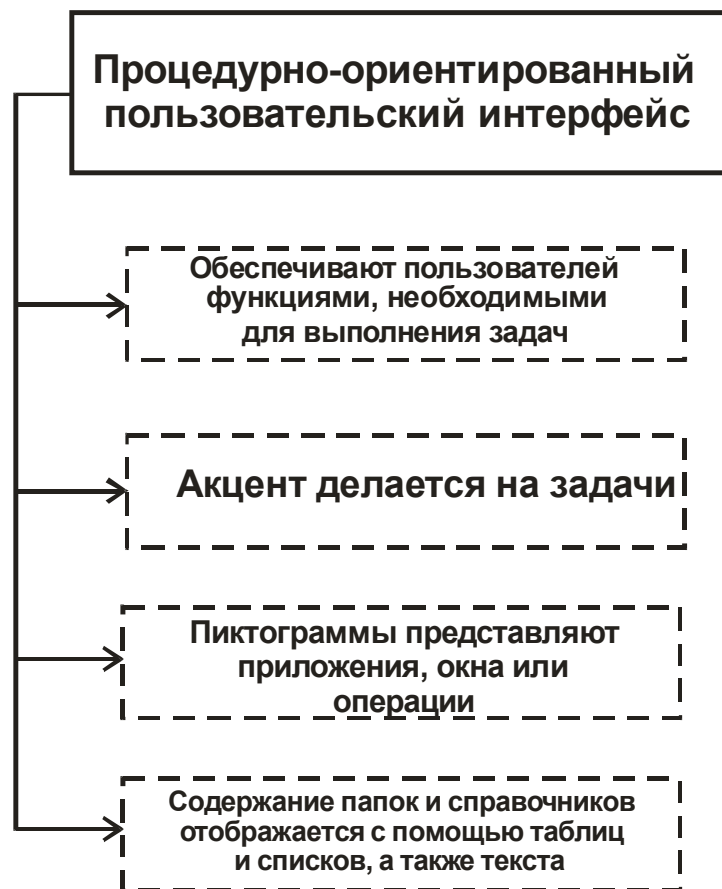 Процедурно-ориентированный
пользовательский интерфейс
Обеспечивают пользователей
функциями, необходимыми
для выполнения задач
Акцент делается на задачи
Пиктограммы представляют
приложения, окна или
операции
Содержание папок и справочников
отображается с помощью таблиц
и списков, а также текста